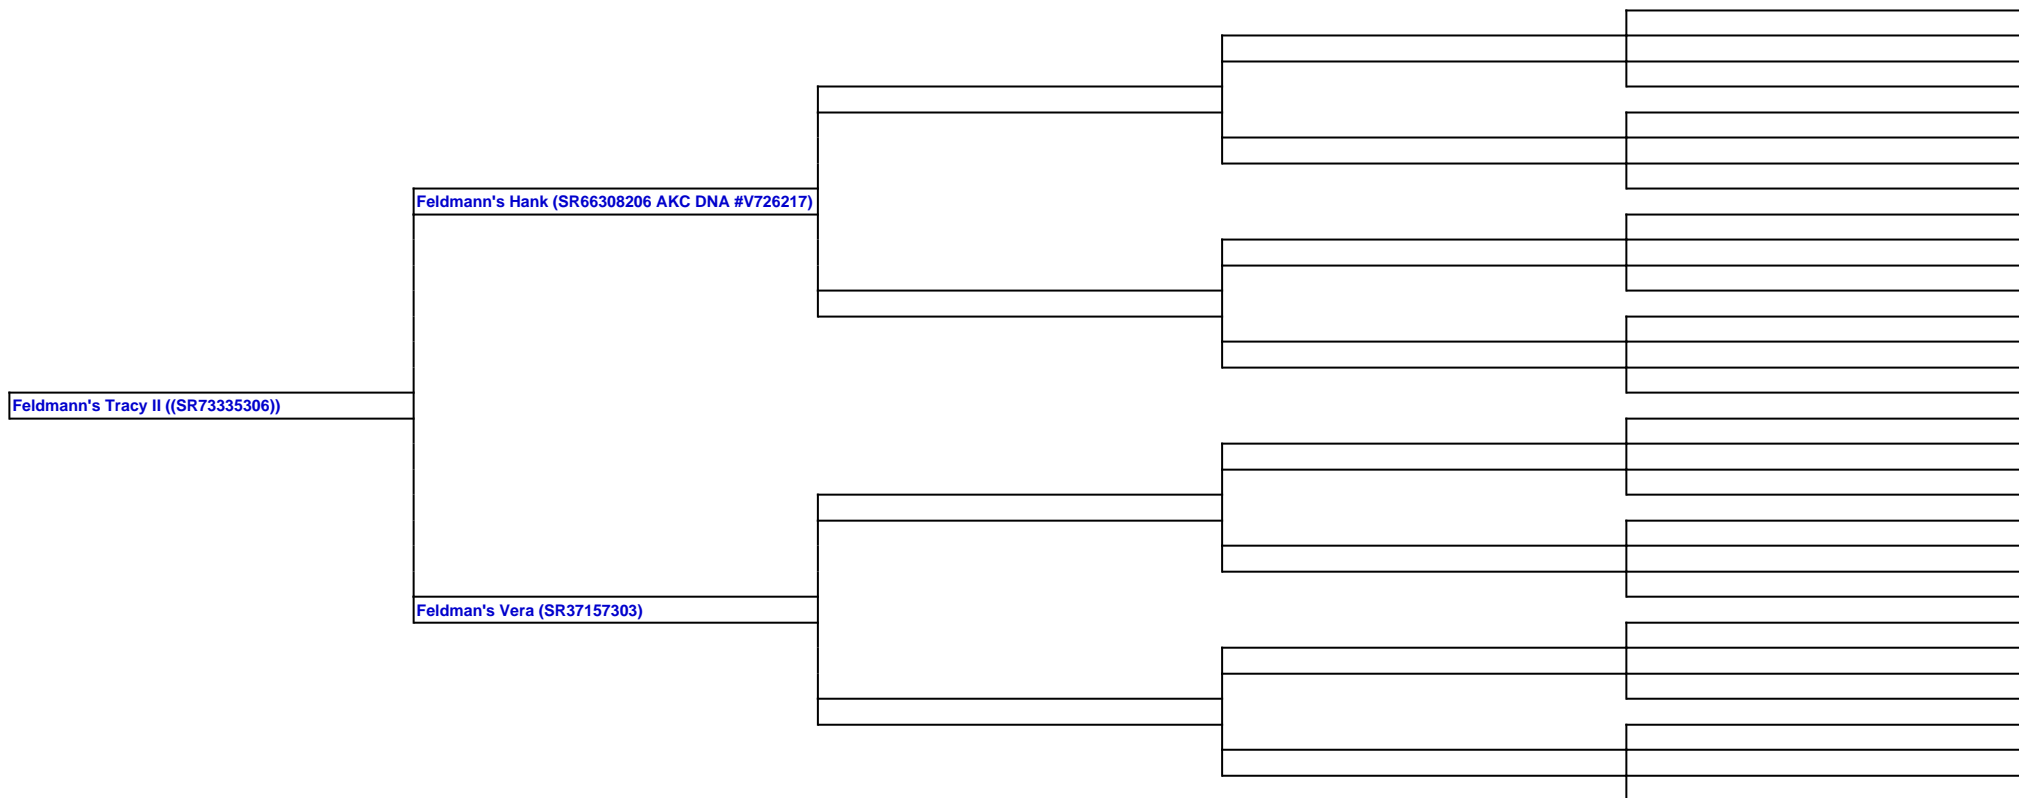 Feldmann's Hank (SR66308206 AKC DNA #V726217)
Feldmann's Tracy II ((SR73335306))
Feldman's Vera (SR37157303)